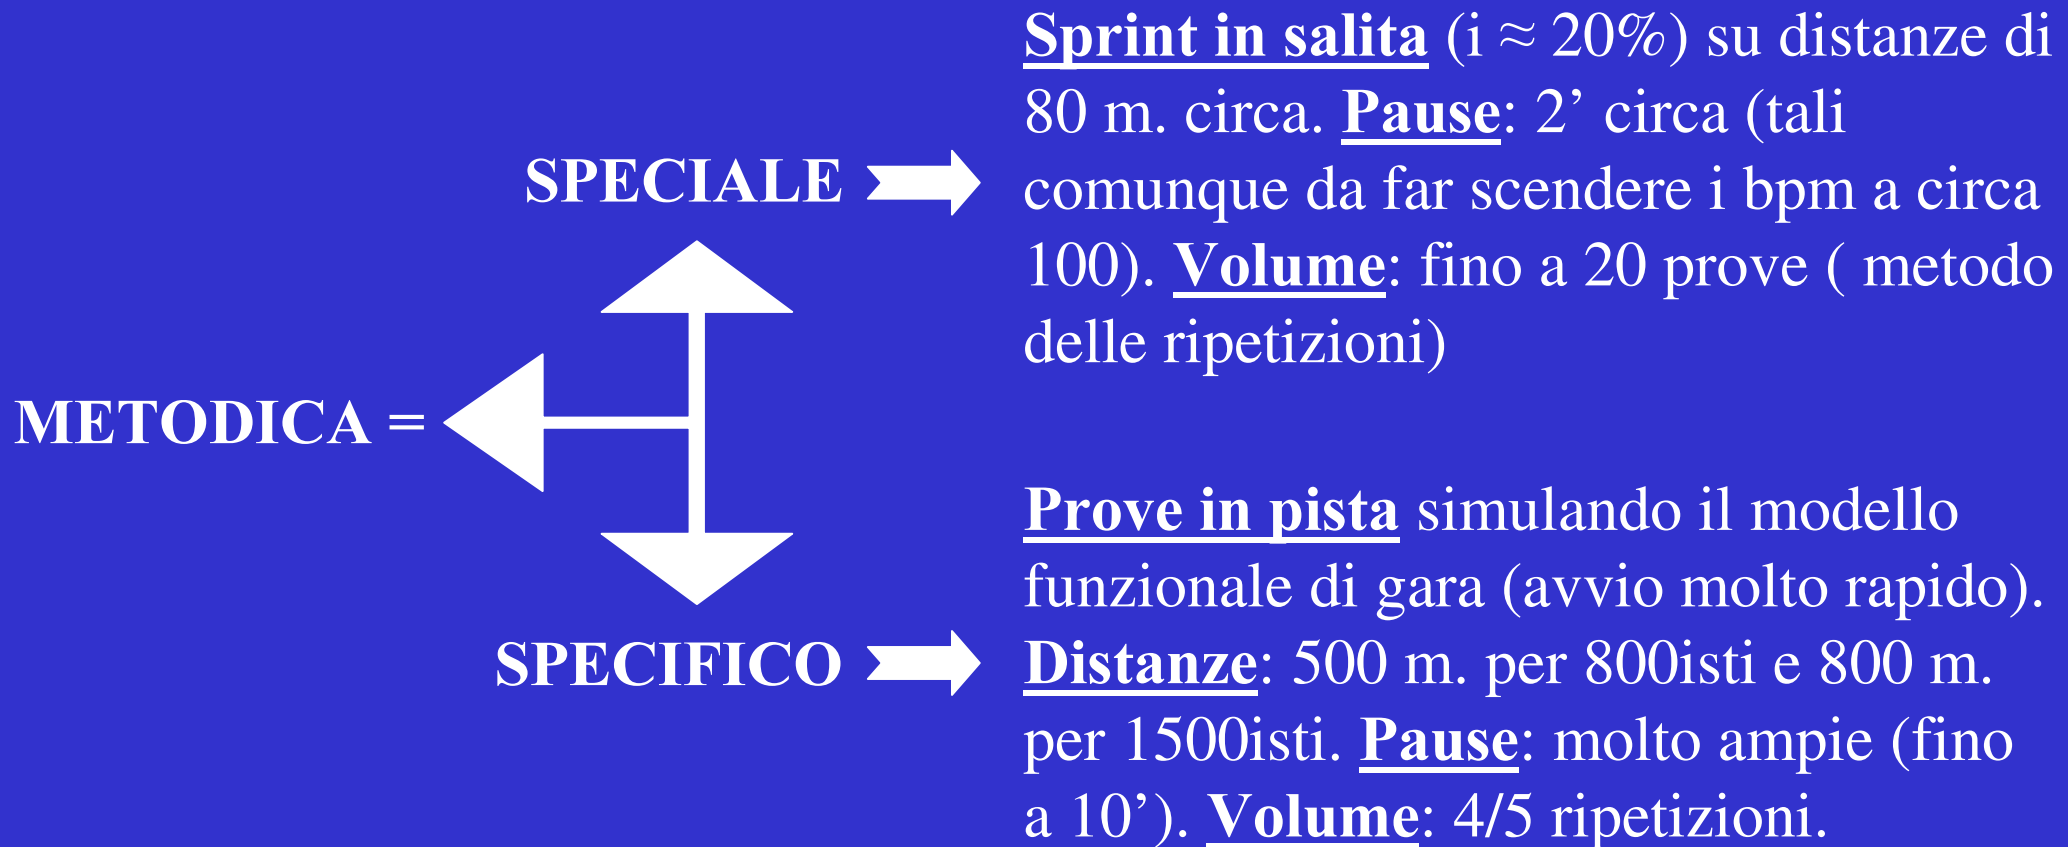 Sprint in salita (i ≈ 20%) su distanze di
80 m. circa. Pause: 2’ circa (tali
comunque da far scendere i bpm a circa
100). Volume: fino a 20 prove ( metodo
delle ripetizioni)
SPECIALE
METODICA =
SPECIFICO
Prove in pista simulando il modello
funzionale di gara (avvio molto rapido).
Distanze: 500 m. per 800isti e 800 m.
per 1500isti. Pause: molto ampie (fino
a 10’). Volume: 4/5 ripetizioni.